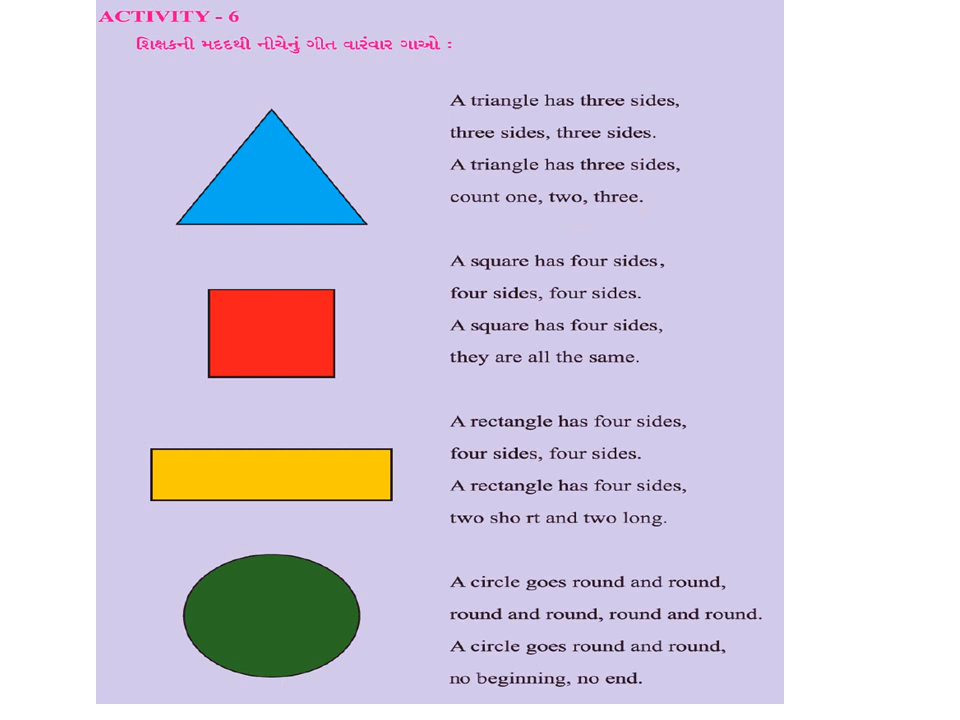 ACTIVITY - 6
શિક્ષકની મદદથી નીચેનું ગીત વારંવાર ગાઓ :
A triangle has three sides,
three sides, three sides.
A triangle has three sides,
count one, two, three.
A square has four sides,
four sides, four sides.
A square has four sides,
they are all the same.
A rectangle has four sides,
four sides, four sides.
A rectangle has four sides,
two sho rt and two long.
A circle goes round and round,
round and round, round and round.
A circle goes round and round,
no beginning, no end.